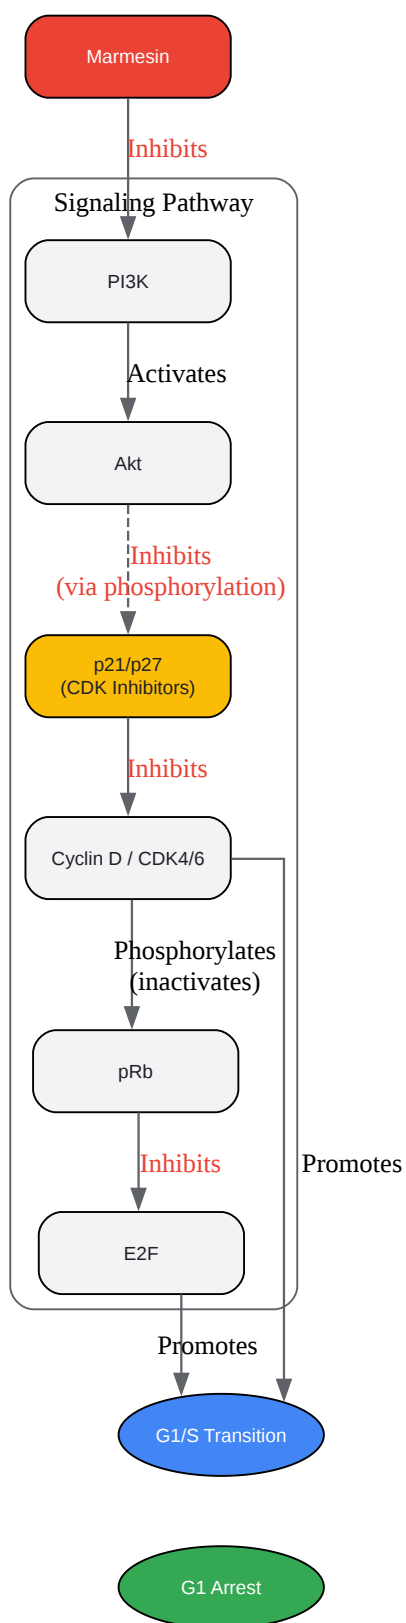 Marmesin
Inhibits
Signaling Pathway
PI3K
Activates
Akt
Inhibits
(via phosphorylation)
p21/p27
(CDK Inhibitors)
Inhibits
Cyclin D / CDK4/6
Phosphorylates
(inactivates)
pRb
Inhibits
Promotes
E2F
Promotes
G1/S Transition
G1 Arrest